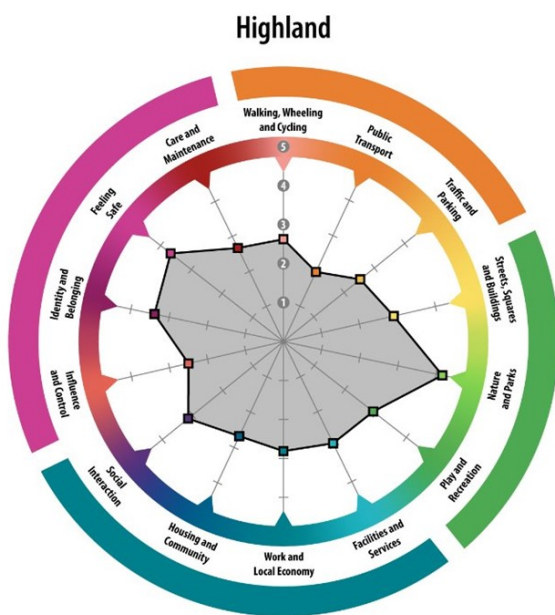 Highland
Walking, Wheeling
and Cycling
Public
Transport
Traffic and
Parking
Streets, Squares
and Buildings
Nature
and Parks
Play and
Recreation
Facilities and
Services
Work and
Local Economy
Housing and
Community
Social
Interaction
Influence
and Control
Identity and
Belonging
Feeling
Safe
Care and
Maintenance
5
4
3
2
1